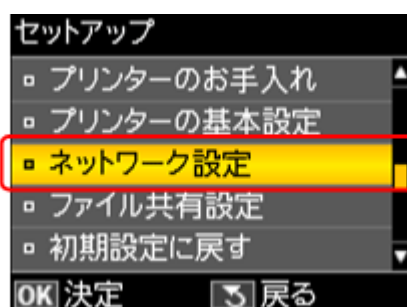 セットアップ
プリンターのお手入れ
プリンターの基本設定
ネットワーク設定
ファイル共有設定
初期設定に戻す
OK 決定 戻る